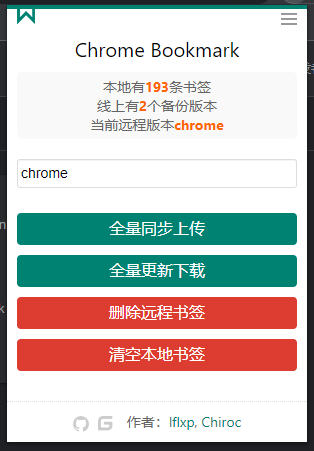 Chrome Bookmark
本地有193条书签
线上有2个备份版本
当前远程版本chrome
chrome
全量同步上传
全量更新下载
删除远程书签
清空本地书签
作者：lflxp, Chiroc